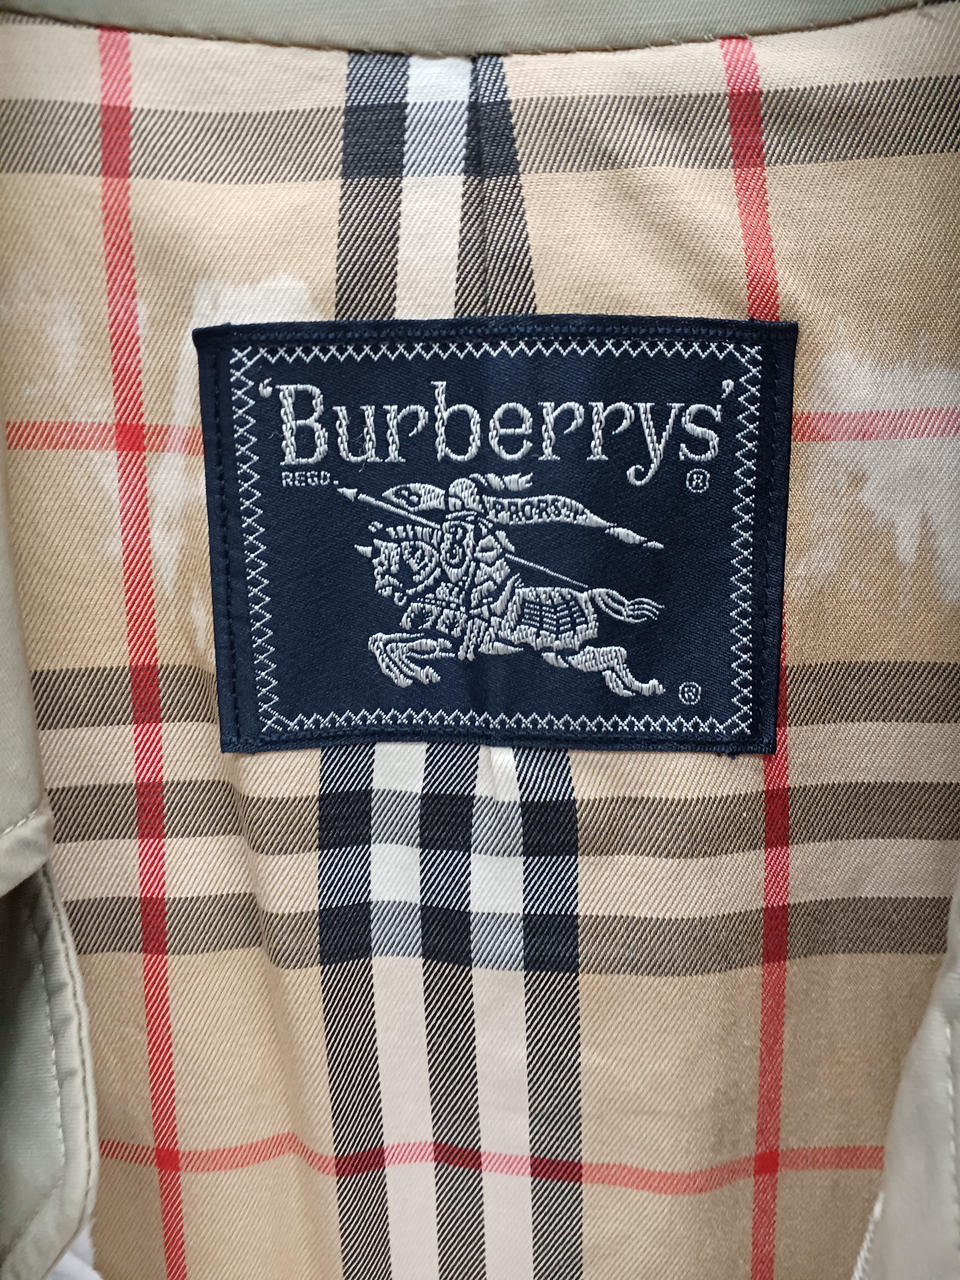 ‘Burberrys’
REGD.
®
PRORSUM
®